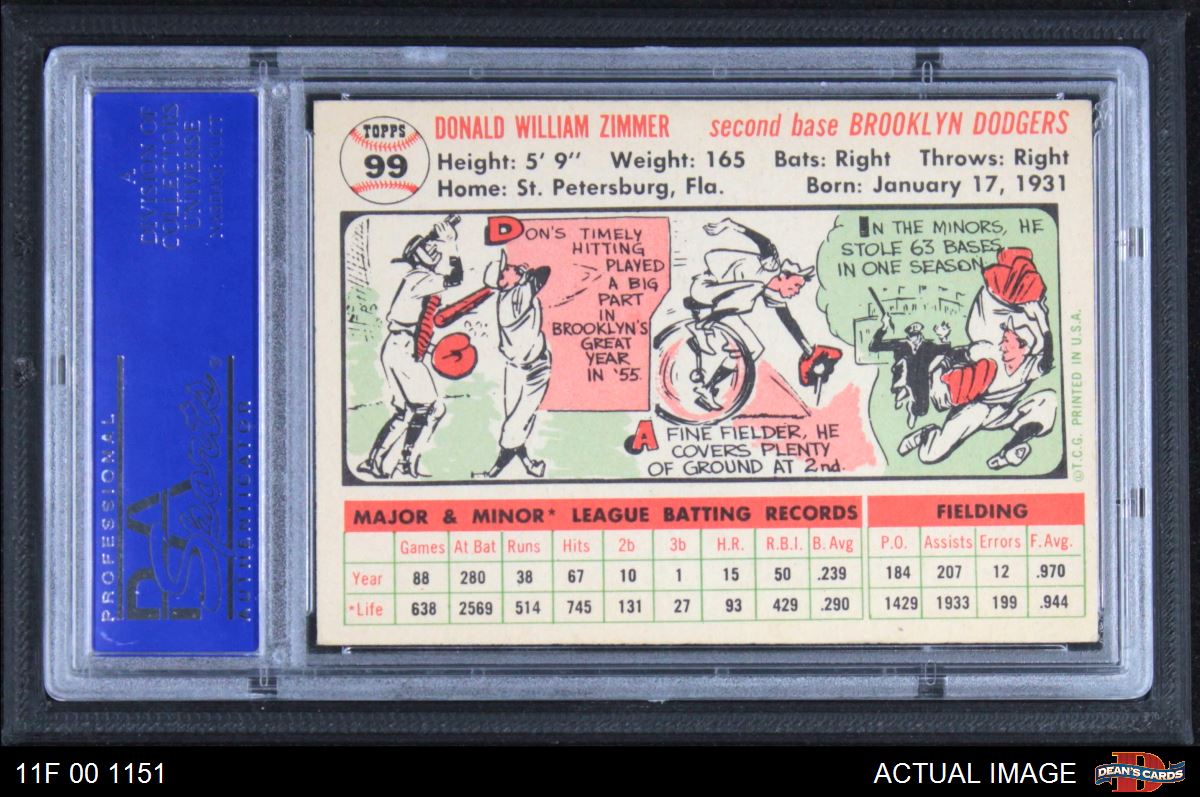 A
DIVISION OF
COLLECTORS
UNIVERSE
NASDAQ: CLCT
PROFESSIONAL
PSA
Sports
AUTHENTICATOR
TOPPS
99
DONALD WILLIAM ZIMMER second base BROOKLYN DODGERS
Height: 5' 9" Weight: 165 Bats: Right Throws: Right
Home: St. Petersburg, Fla. Born: January 17, 1931
DON'S TIMELY
HITTING
PLAYED
A BIG
PART
IN
BROOKLYN'S
GREAT
YEAR
IN '55.
A FINE FIELDER, HE
COVERS PLENTY
OF GROUND AT 2nd.
IN THE MINORS, HE
STOLE 63 BASES
IN ONE SEASON.
©T.C.G. PRINTED IN U.S.A.
MAJOR & MINOR* LEAGUE BATTING RECORDS FIELDING
Games At Bat Runs Hits 2b 3b H.R. R.B.I. B. Avg P.O. Assists Errors F. Avg.
Year 88 280 38 67 10 1 15 50 .239 184 207 12 .970
*Life 638 2569 514 745 131 27 93 429 .290 1429 1933 199 .944
11F 00 1151
ACTUAL IMAGE
D
DEAN'S CARDS